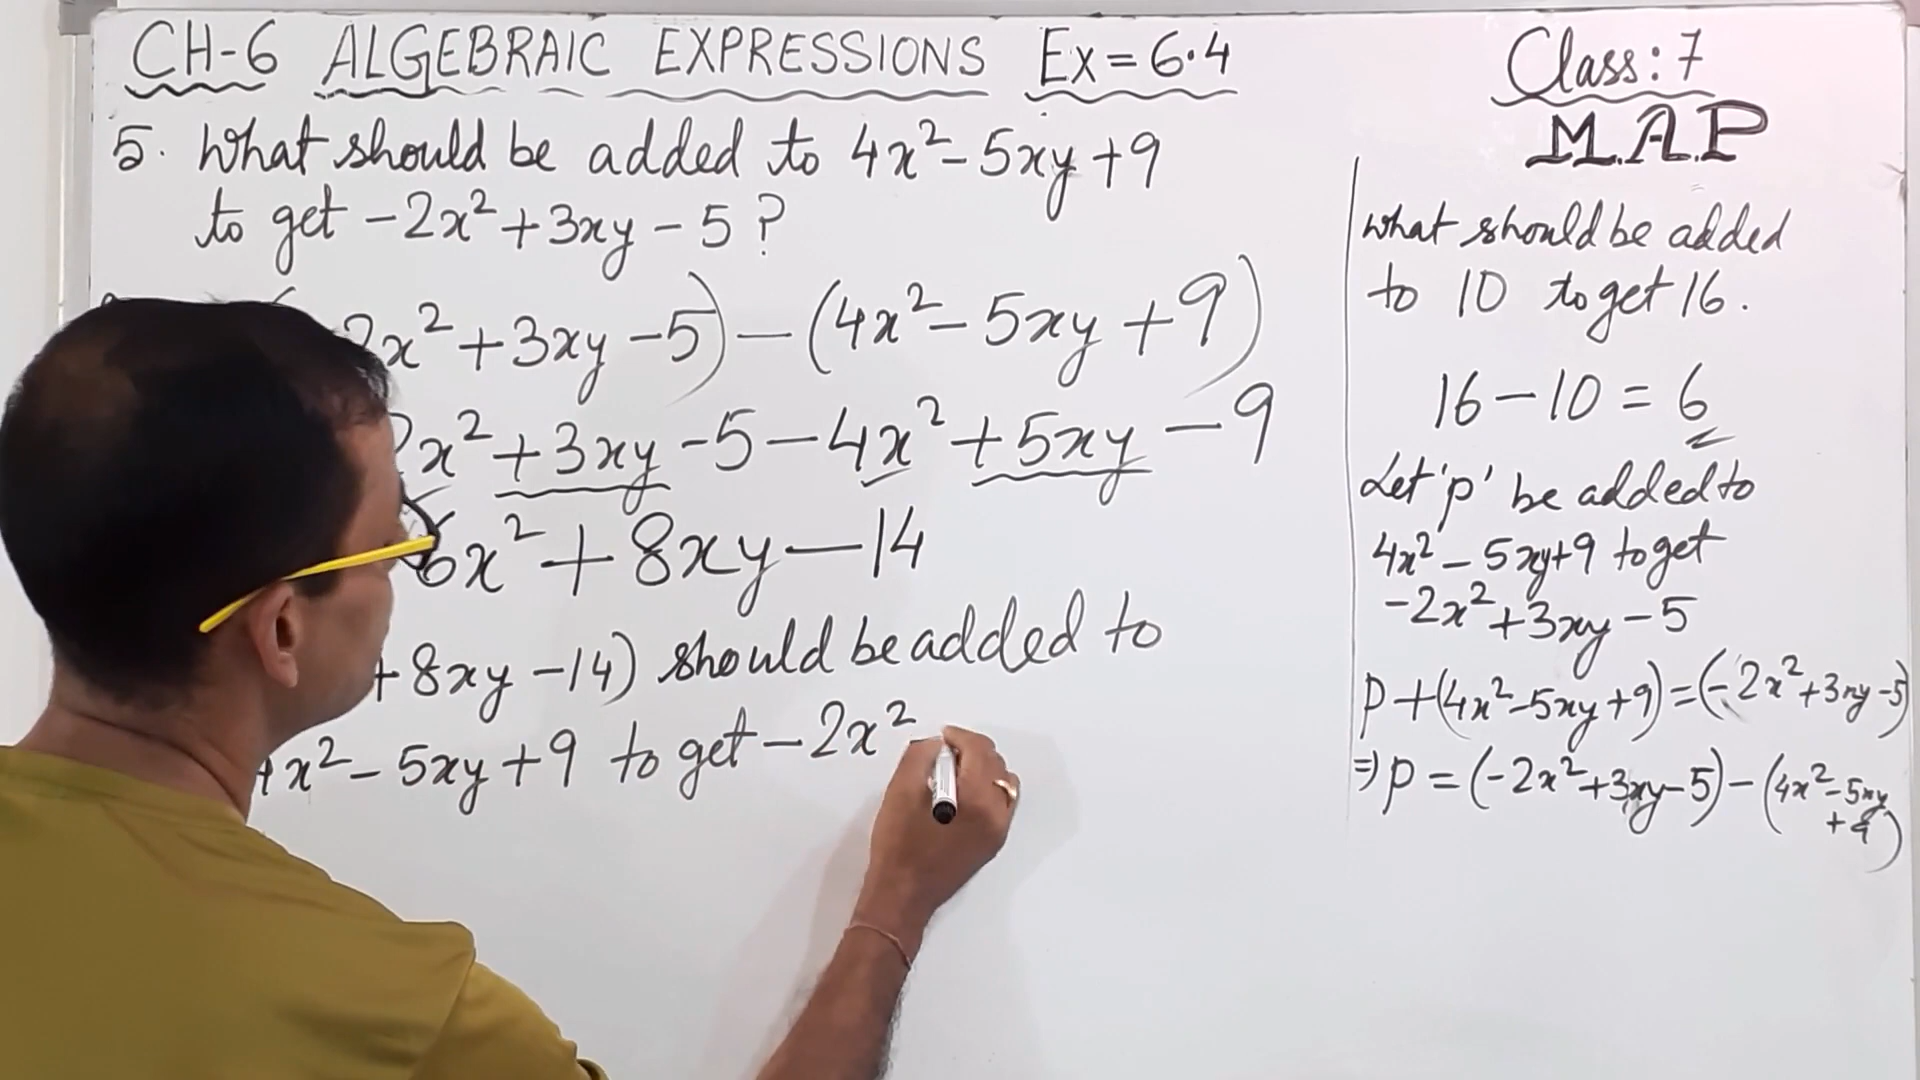 CH-6 ALGEBRAIC EXPRESSIONS Ex = 6.4
5. What should be added to 4x² - 5xy + 9
to get -2x² + 3xy - 5?
2x² + 3xy - 5) - (4x² - 5xy + 9)
x² + 3xy - 5 - 4x² + 5xy - 9
6x² + 8xy - 14
+ 8xy - 14) should be added to
x² - 5xy + 9 to get - 2x²
Class: 7
M.A.P
what should be added
to 10 to get 16.
16 - 10 = 6
Let 'p' be added to
4x² - 5xy + 9 to get
-2x² + 3xy - 5
p + (4x² - 5xy + 9) = (-2x² + 3xy - 5)
⇒ p = (-2x² + 3xy - 5) - (4x² - 5xy
+ 9)